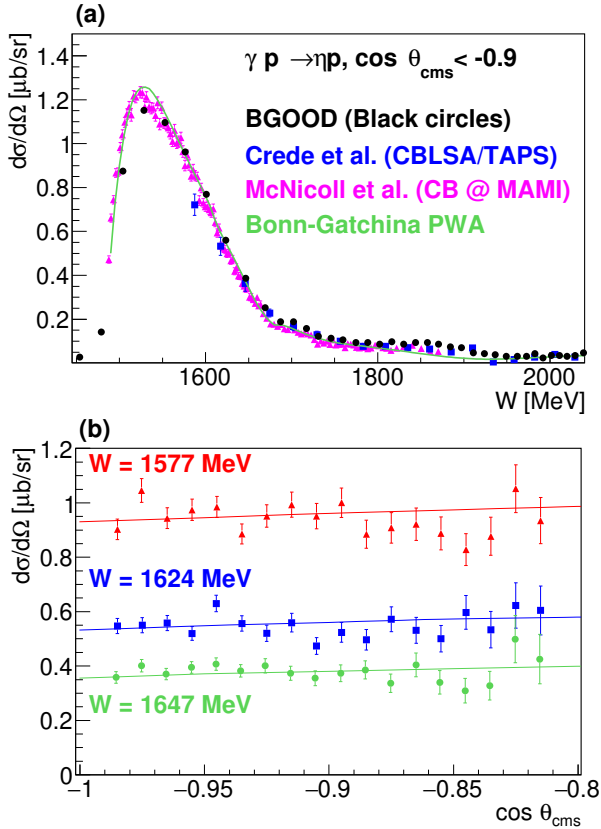 (a)
γ p →ηp, cos θcms< -0.9
BGOOD (Black circles)
Crede et al. (CBLSA/TAPS)
McNicoll et al. (CB @ MAMI)
Bonn-Gatchina PWA
dσ/dΩ [μb/sr]
1.4
1.2
1
0.8
0.6
0.4
0.2
1600 1800 2000
W [MeV]
(b)
W = 1577 MeV
W = 1624 MeV
W = 1647 MeV
dσ/dΩ [μb/sr]
1.2
1
0.8
0.6
0.4
0.2
0
−1 −0.95 −0.9 −0.85 −0.8
cos θcms